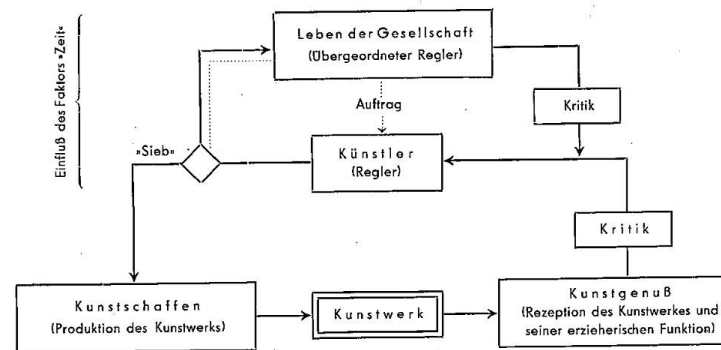 Einfluß des Faktors »Zeit«
Leben der Gesellschaft
(Übergeordneter Regler)
Auftrag
Kritik
»Sieb»
Künstler
(Regler)
Kritik
Kunstschaffen
(Produktion des Kunstwerks)
Kunstwerk
Kunstgenuß
(Rezeption des Kunstwerkes und
seiner erzieherischen Funktion)